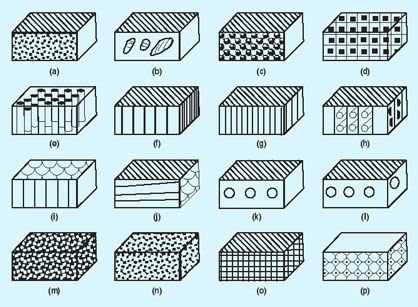 (a) (b) (c) (d)
(e) (f) (g) (h)
(i) (j) (k) (l)
(m) (n) (o) (p)